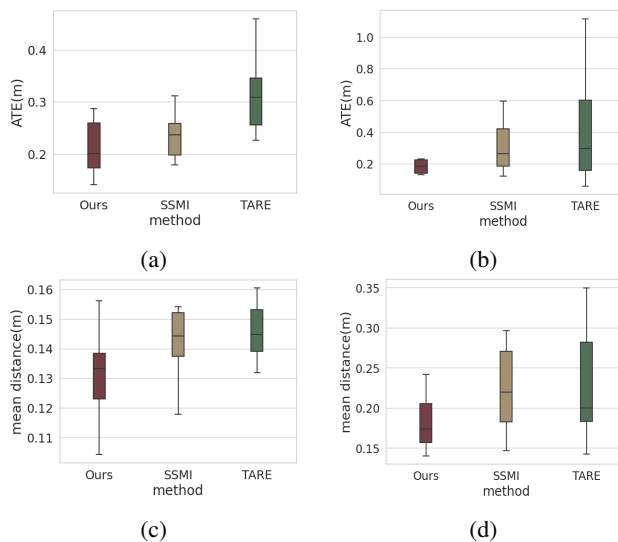 0.4
0.3
0.2
ATE(m)
Ours SSMI TARE
method
(a)
1.0
0.8
0.6
0.4
0.2
ATE(m)
Ours SSMI TARE
method
(b)
0.16
0.15
0.14
0.13
0.12
0.11
mean distance(m)
Ours SSMI TARE
method
(c)
0.35
0.30
0.25
0.20
0.15
mean distance(m)
Ours SSMI TARE
method
(d)